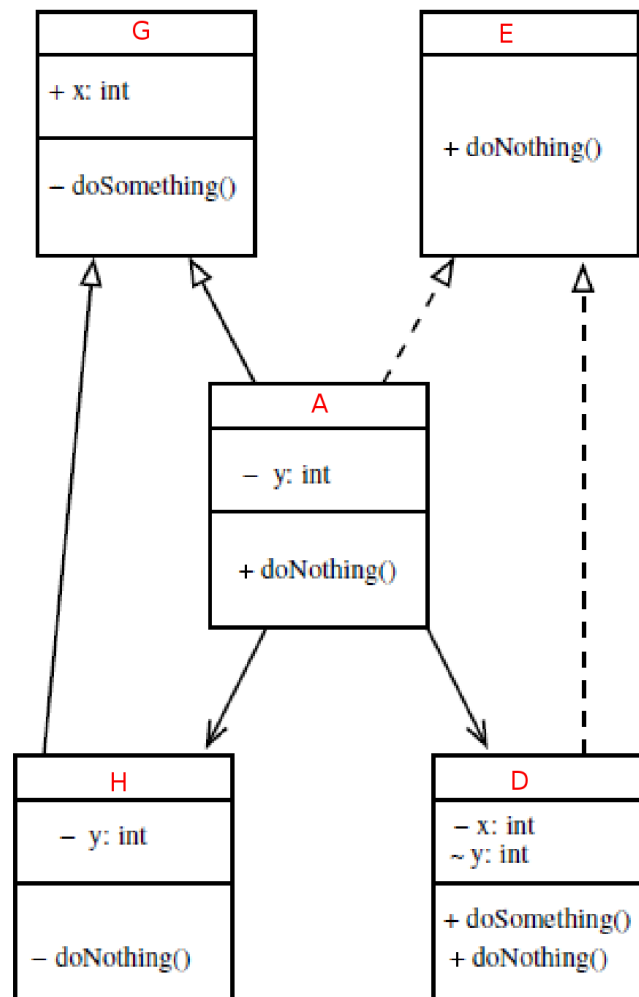 G
+ x: int
− doSomething()
E
+ doNothing()
A
− y: int
+ doNothing()
H
− y: int
− doNothing()
D
− x: int
~ y: int
+ doSomething()
+ doNothing()